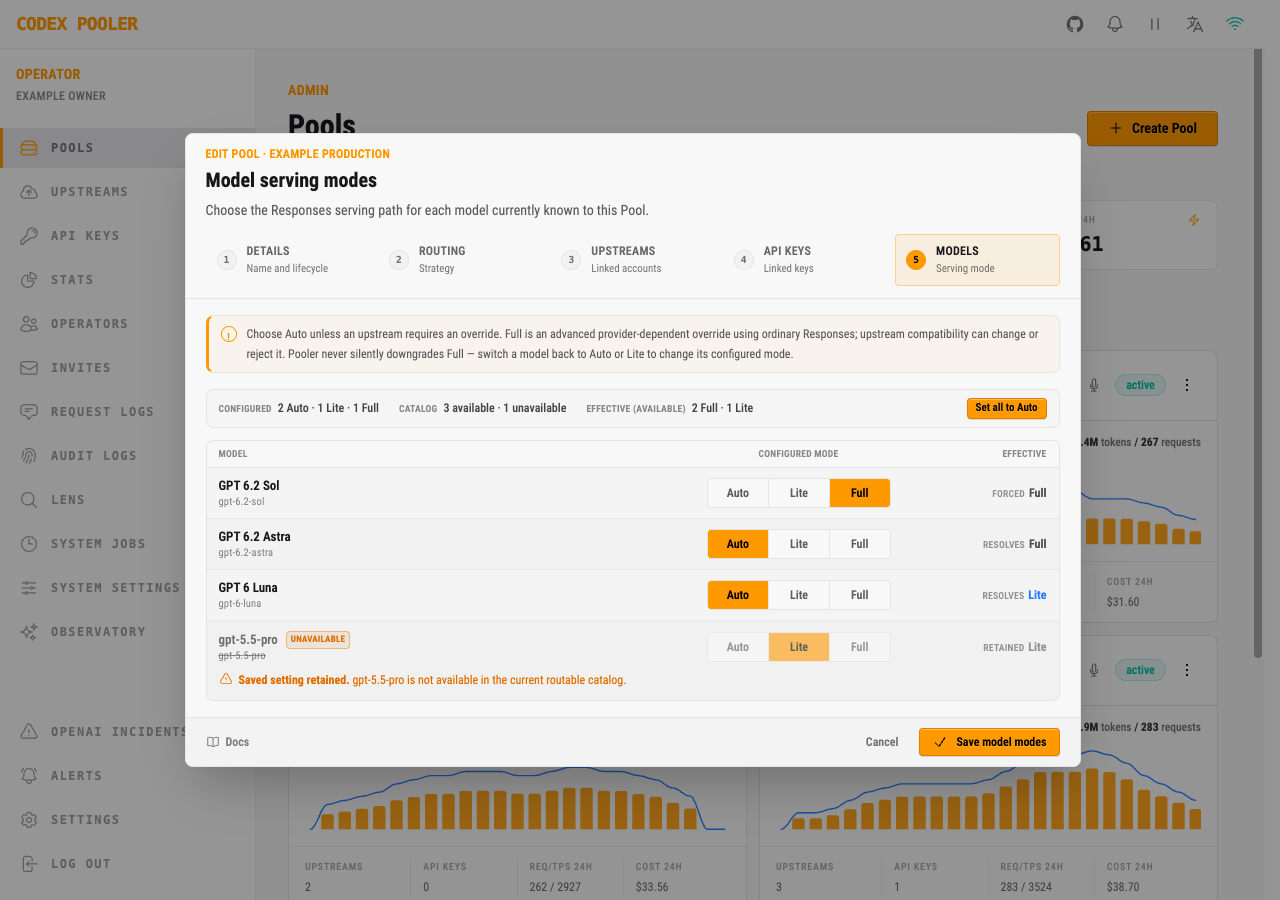 CODEX POOLER
OPERATOR
EXAMPLE OWNER
POOLS
UPSTREAMS
API KEYS
STATS
OPERATORS
INVITES
REQUEST LOGS
AUDIT LOGS
LENS
SYSTEM JOBS
SYSTEM SETTINGS
OBSERVATORY
OPENAI INCIDENTS
ALERTS
SETTINGS
LOG OUT
ADMIN
Pools
Create Pool
24H
61
EDIT POOL · EXAMPLE PRODUCTION
Model serving modes
Choose the Responses serving path for each model currently known to this Pool.
1 DETAILS
Name and lifecycle
2 ROUTING
Strategy
3 UPSTREAMS
Linked accounts
4 API KEYS
Linked keys
5 MODELS
Serving mode
Choose Auto unless an upstream requires an override. Full is an advanced provider-dependent override using ordinary Responses; upstream compatibility can change or
reject it. Pooler never silently downgrades Full — switch a model back to Auto or Lite to change its configured mode.
CONFIGURED 2 Auto · 1 Lite · 1 Full CATALOG 3 available · 1 unavailable EFFECTIVE (AVAILABLE) 2 Full · 1 Lite Set all to Auto
MODEL CONFIGURED MODE EFFECTIVE
GPT 6.2 Sol
gpt-6.2-sol
Auto Lite Full
FORCED Full
GPT 6.2 Astra
gpt-6.2-astra
Auto Lite Full
RESOLVES Full
GPT 6 Luna
gpt-6-luna
Auto Lite Full
RESOLVES Lite
gpt-5.5-pro UNAVAILABLE
gpt-5.5-pro
Auto Lite Full
RETAINED Lite
Saved setting retained. gpt-5.5-pro is not available in the current routable catalog.
Docs
Cancel
Save model modes
active
.4M tokens / 267 requests
COST 24H
$31.60
active
.9M tokens / 283 requests
UPSTREAMS API KEYS REQ/TPS 24H COST 24H
2 0 262 / 2927 $33.56
UPSTREAMS API KEYS REQ/TPS 24H COST 24H
3 1 283 / 3524 $38.70